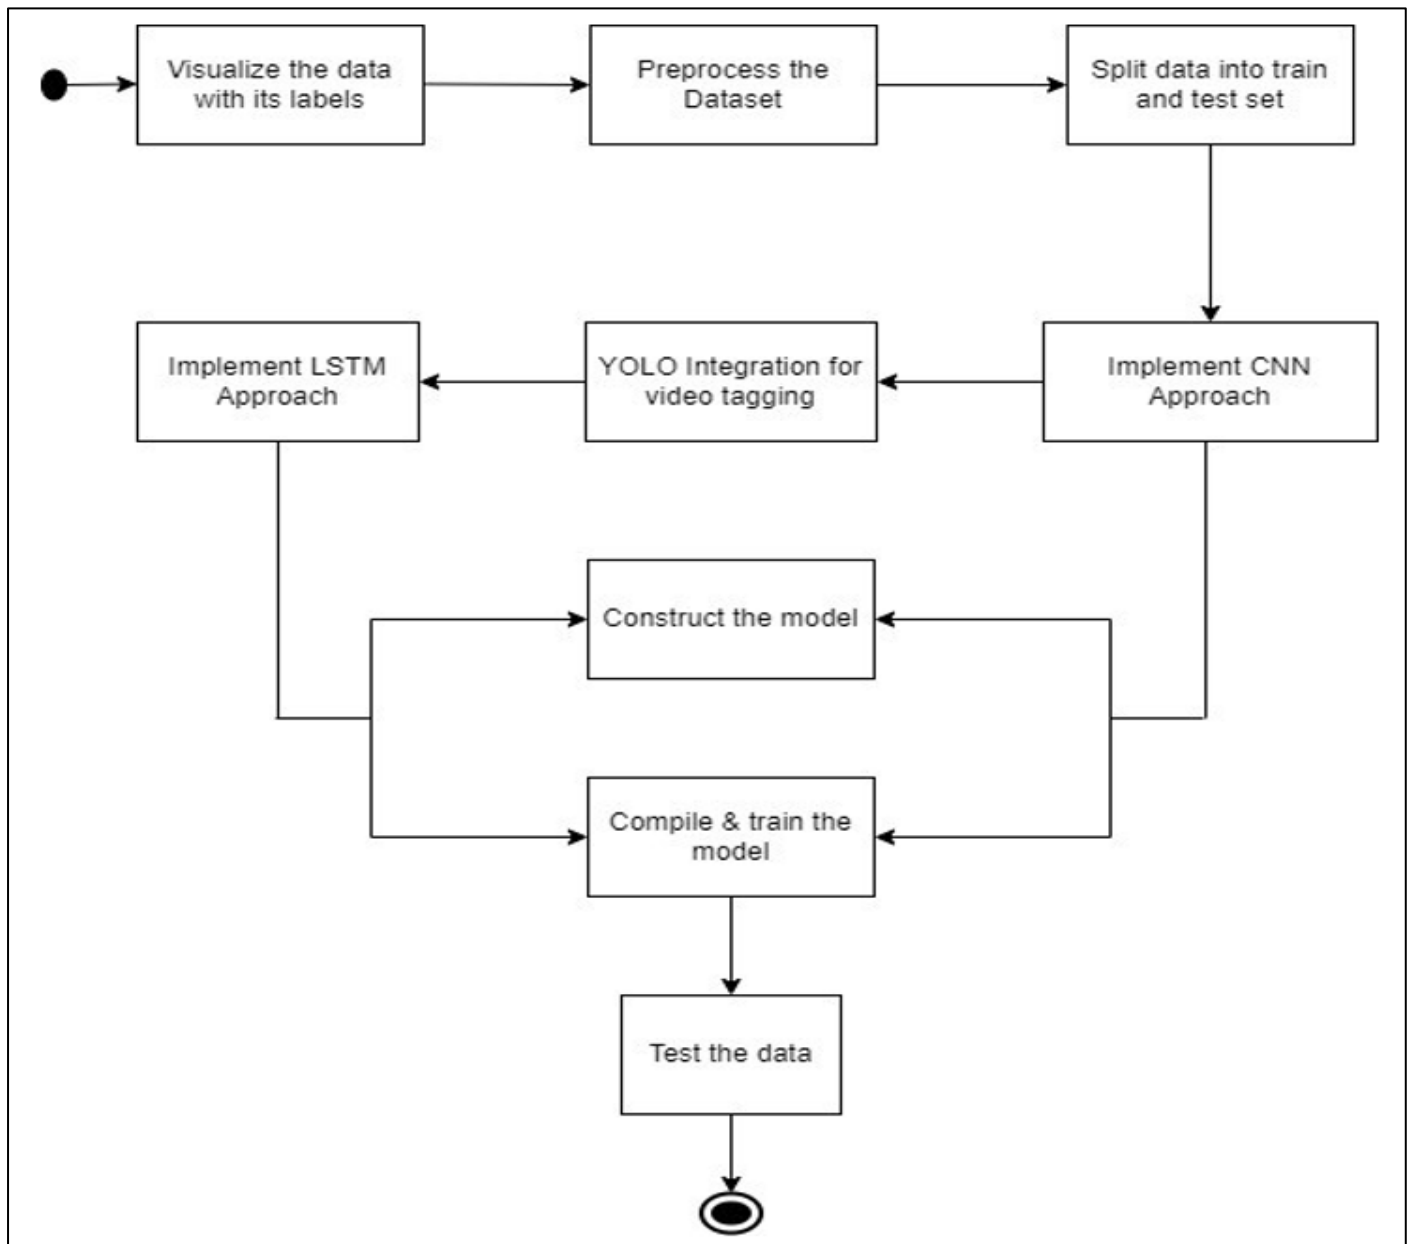 Visualize the data
with its labels
Preprocess the
Dataset
Split data into train
and test set
Implement CNN
Approach
YOLO Integration for
video tagging
Implement LSTM
Approach
Construct the model
Compile & train the
model
Test the data